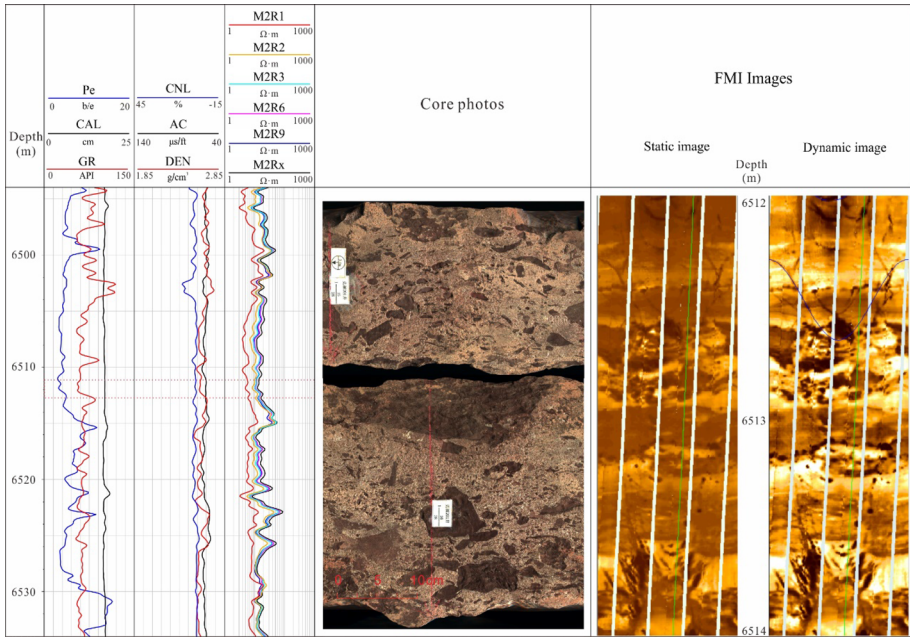 Depth
(m)
Pe
0 b/e 20
CAL
0 cm 25
GR
0 API 150
CNL
45 % -15
AC
140 μs/ft 40
DEN
1.85 g/cm³ 2.85
M2R1
1 Ω·m 1000
M2R2
1 Ω·m 1000
M2R3
1 Ω·m 1000
M2R6
1 Ω·m 1000
M2R9
1 Ω·m 1000
M2Rx
1 Ω·m 1000
Core photos
FMI Images
Static image
Depth
(m)
Dynamic image
6500
6510
6520
6530
0 5 10cm
6512
6513
6514